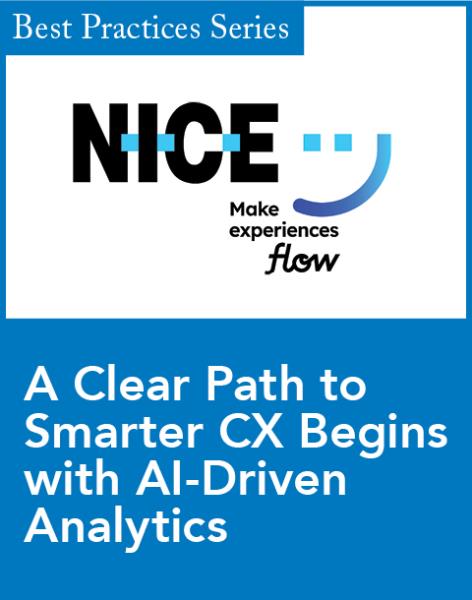 Best Practices Series
NICE
Make
experiences
flow
A Clear Path to
Smarter CX Begins
with AI-Driven
Analytics